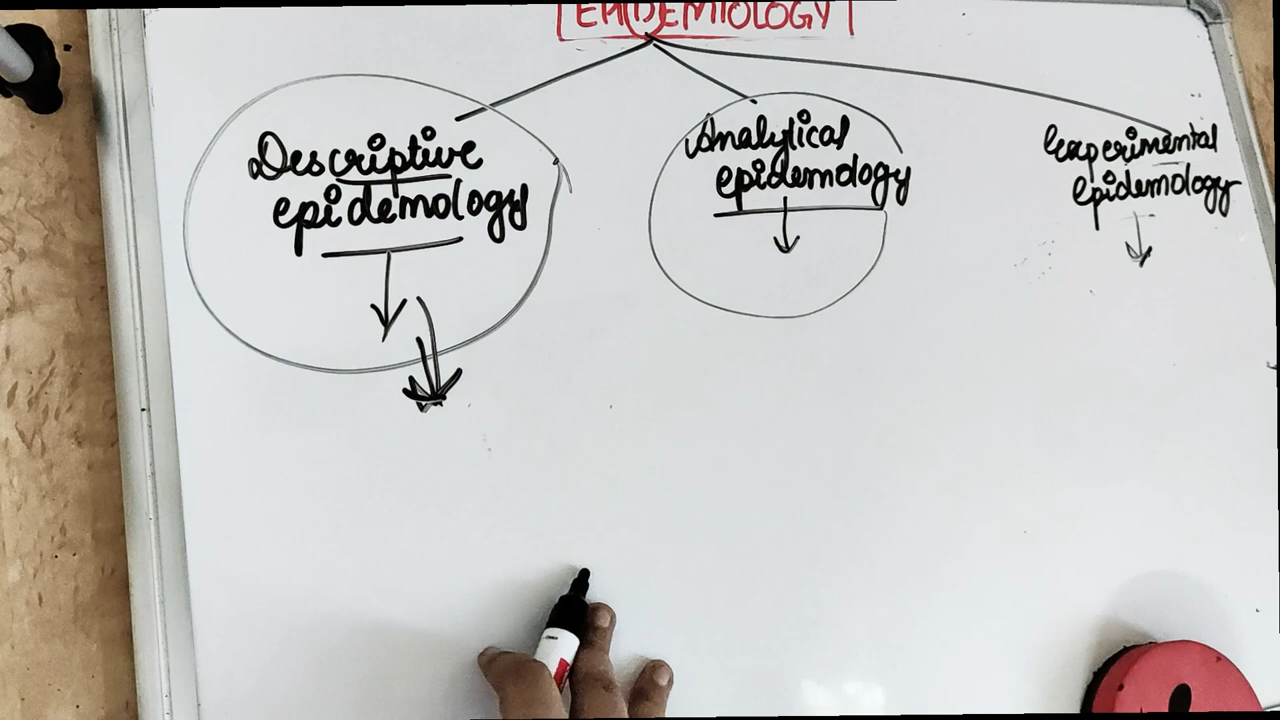 EPIDEMIOLOGY
Descriptive
epidemology
Analytical
epidemology
Experimental
epidemology